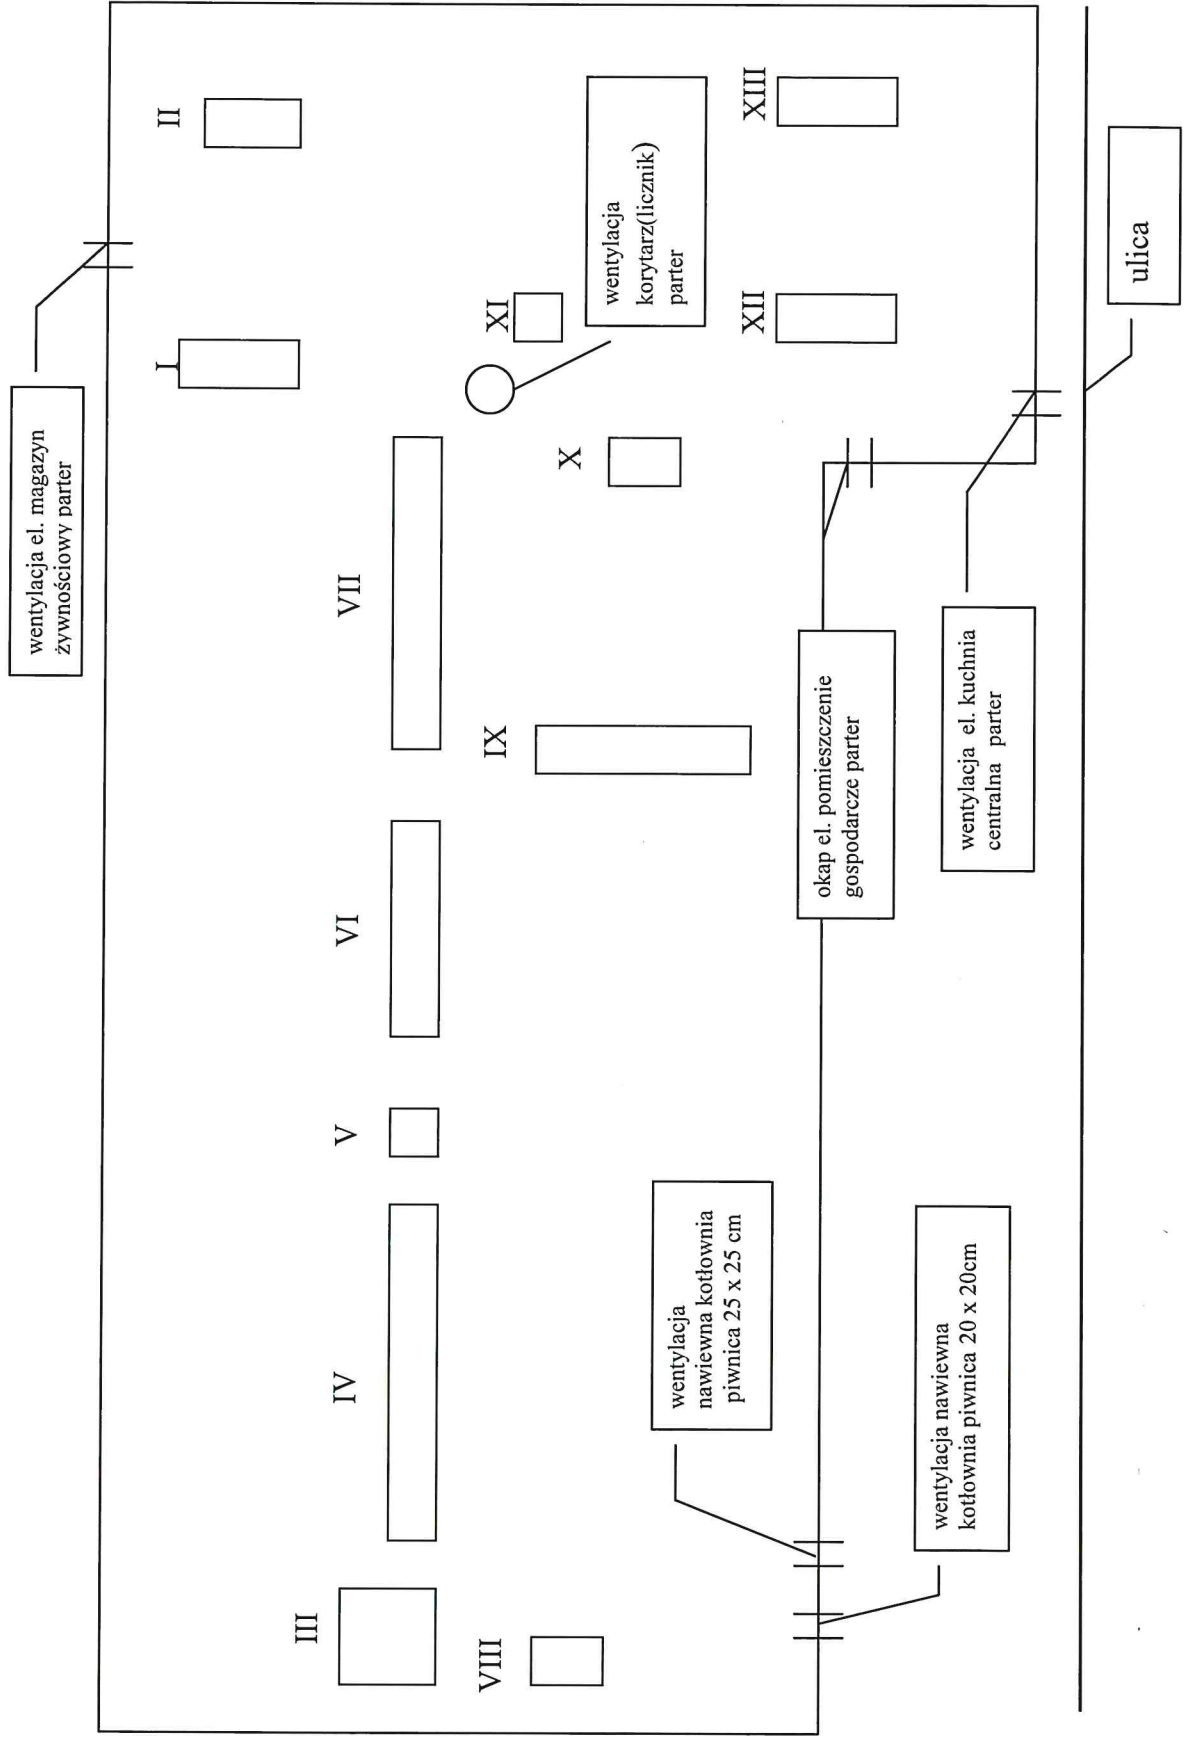 wentylacja el. magazyn
żywnościowy parter
I
II
III
IV
V
VI
VII
VIII
IX
X
XI
wentylacja
korytarz(licznik)
parter
XII
XIII
wentylacja
nawiewna kotłownia
piwnica 25 x 25 cm
okap el. pomieszczenie
gospodarcze parter
wentylacja nawiewna
kotłownia piwnica 20 x 20cm
wentylacja el. kuchnia
centralna parter
ulica